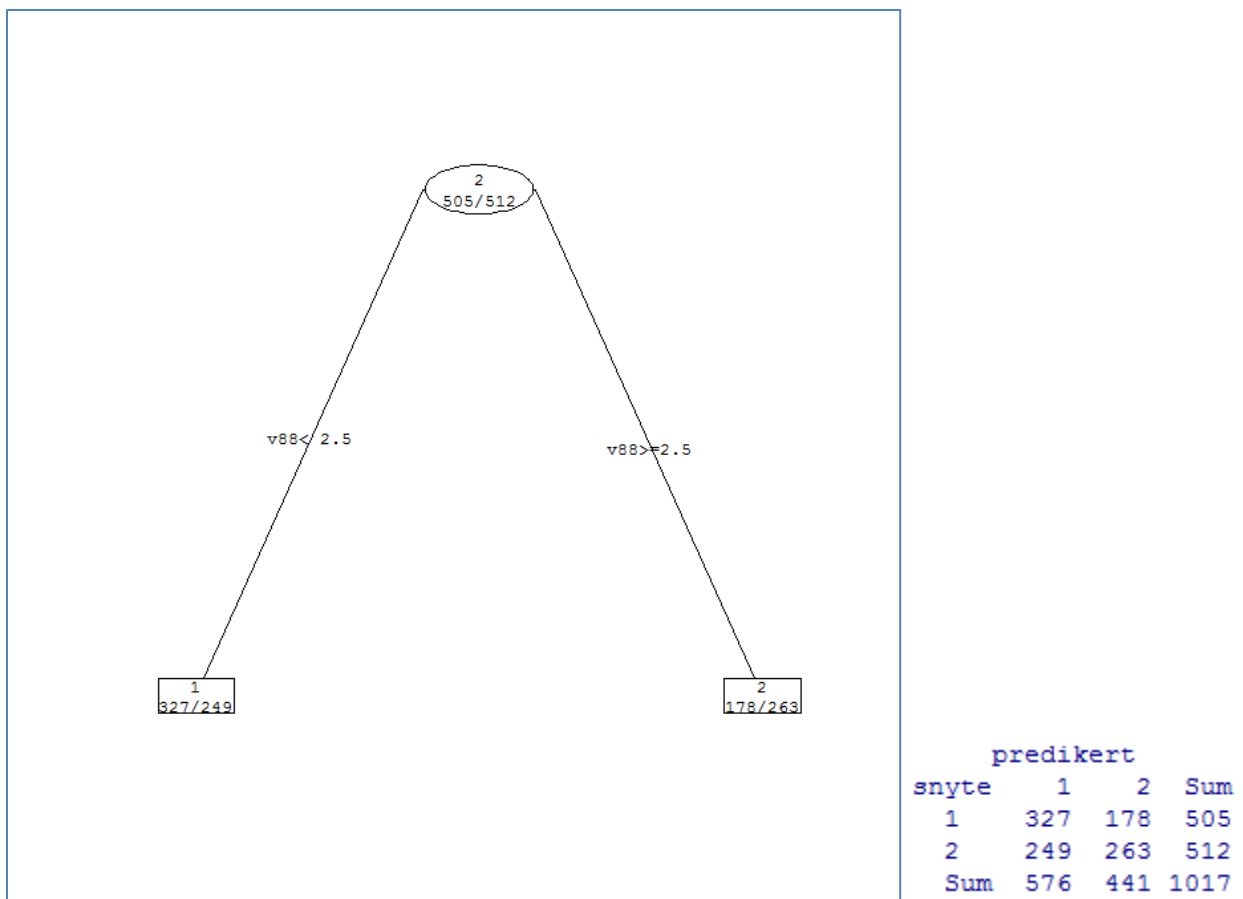 2
505/512
v88< 2.5
v88>=2.5
1
327/249
2
178/263
predikert
snyte 1 2 Sum
1 327 178 505
2 249 263 512
Sum 576 441 1017